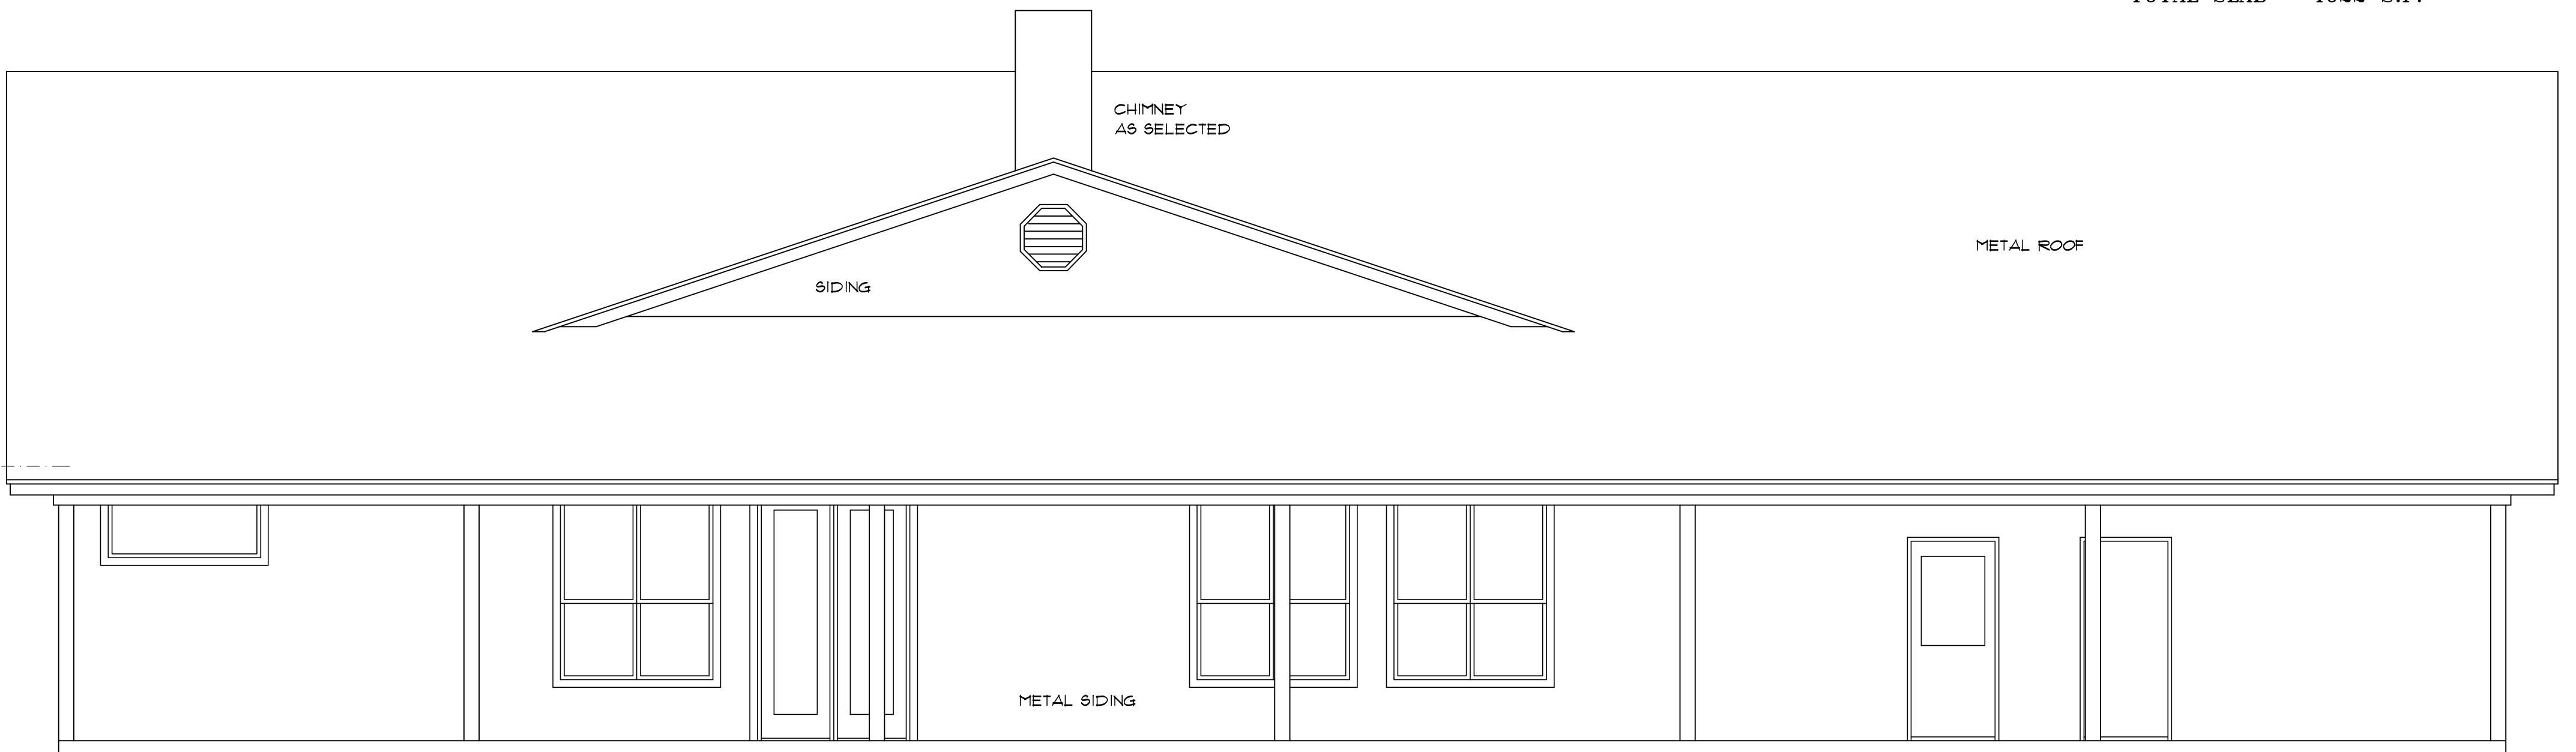 CHIMNEY
AS SELECTED
METAL ROOF
SIDING
METAL SIDING